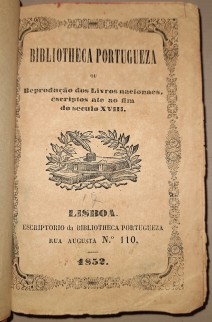 BIBLIOTHECA PORTUGUEZA
OU
Reprodução dos Livros nacionaes,
escriptos até ao fim
do seculo XVIII.
LISBOA.
ESCRIPTORIO da BIBLIOTHECA PORTUGUEZA
RUA AUGUSTA N.º 110.
1852.